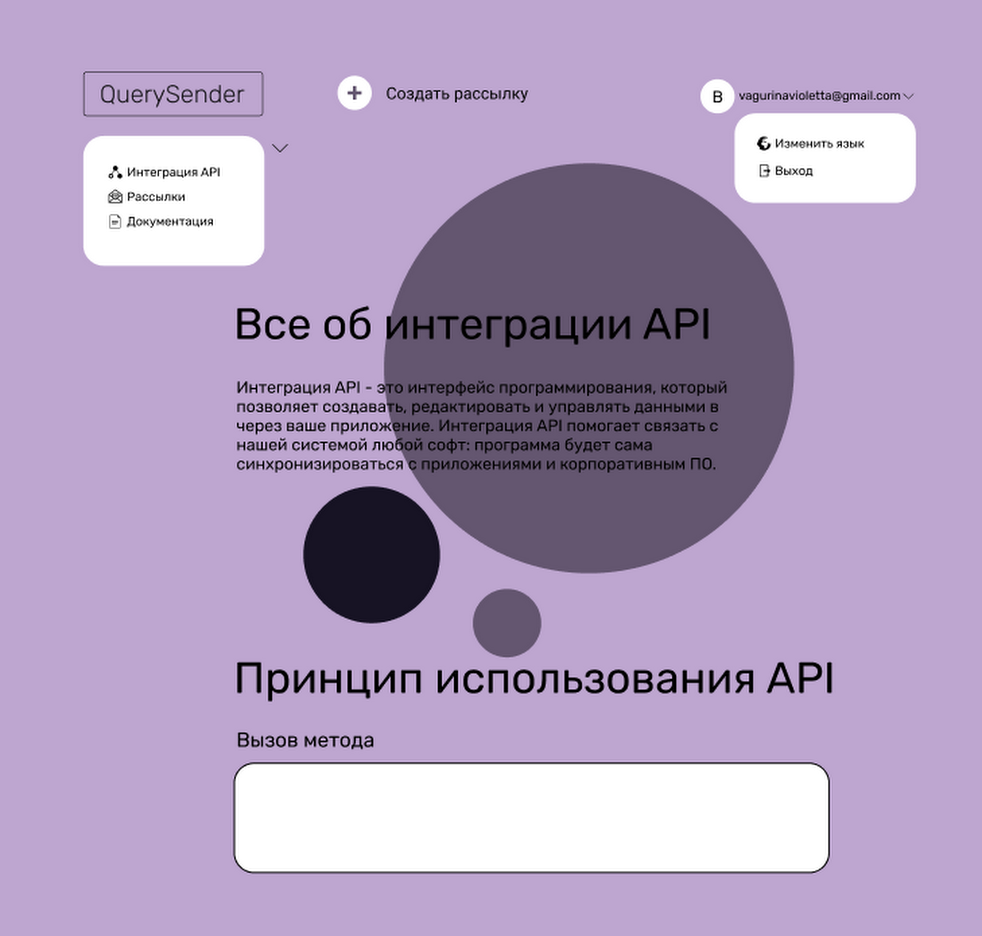 QuerySender
Создать рассылку
В
vagurinavioletta@gmail.com
Интеграция API
Рассылки
Документация
Изменить язык
Выход
Все об интеграции API
Интеграция API - это интерфейс программирования, который
позволяет создавать, редактировать и управлять данными в
через ваше приложение. Интеграция API помогает связать с
нашей системой любой софт: программа будет сама
синхронизироваться с приложениями и корпоративным ПО.
Принцип использования API
Вызов метода